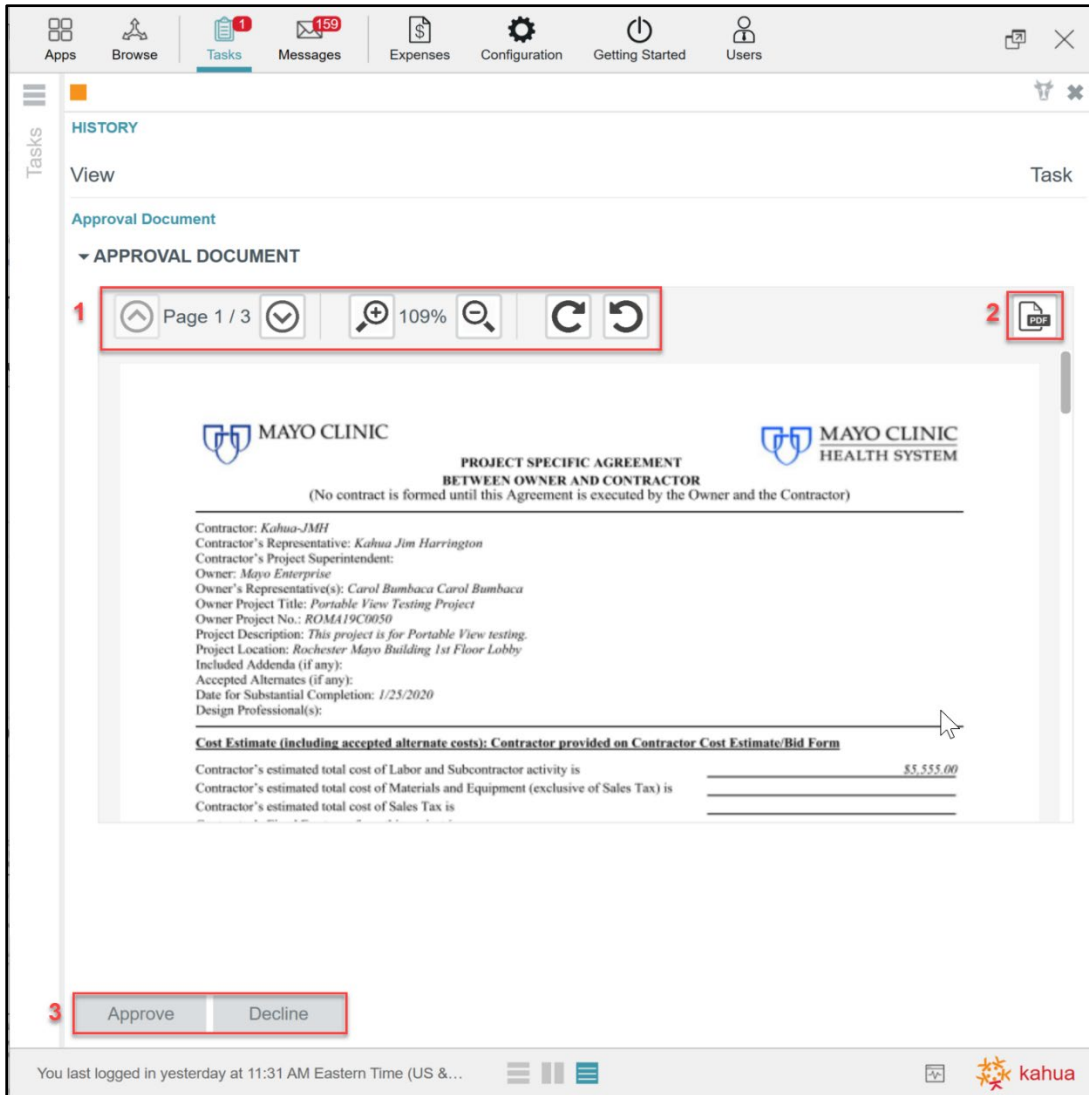 1
159
Apps
Browse
Tasks
Messages
Expenses
Configuration
Getting Started
Users
Tasks
HISTORY
View
Task
Approval Document
APPROVAL DOCUMENT
1
Page 1 / 3
109%
2
PDF
MAYO CLINIC
MAYO CLINIC
HEALTH SYSTEM
PROJECT SPECIFIC AGREEMENT
BETWEEN OWNER AND CONTRACTOR
(No contract is formed until this Agreement is executed by the Owner and the Contractor)
Contractor: Kahua-JMH
Contractor's Representative: Kahua Jim Harrington
Contractor's Project Superintendent:
Owner: Mayo Enterprise
Owner's Representative(s): Carol Bumbaca Carol Bumbaca
Owner Project Title: Portable View Testing Project
Owner Project No.: ROMA19C0050
Project Description: This project is for Portable View testing.
Project Location: Rochester Mayo Building 1st Floor Lobby
Included Addenda (if any):
Accepted Alternates (if any):
Date for Substantial Completion: 1/25/2020
Design Professional(s):
Cost Estimate (including accepted alternate costs): Contractor provided on Contractor Cost Estimate/Bid Form
Contractor's estimated total cost of Labor and Subcontractor activity is $5,555.00
Contractor's estimated total cost of Materials and Equipment (exclusive of Sales Tax) is
Contractor's estimated total cost of Sales Tax is
3
Approve
Decline
You last logged in yesterday at 11:31 AM Eastern Time (US &...
kahua